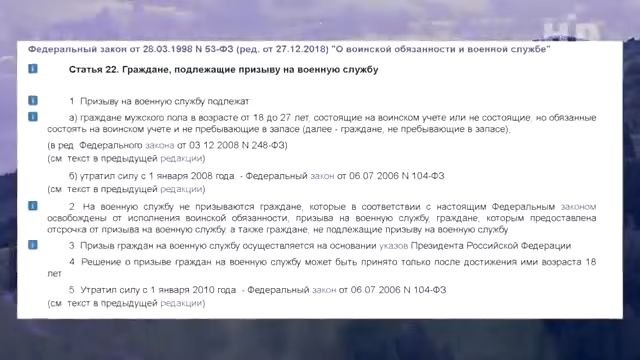 Федеральный закон от 28.03.1998 N 53-ФЗ (ред. от 27.12.2018) "О воинской обязанности и военной службе"
Статья 22. Граждане, подлежащие призыву на военную службу
1 Призыву на военную службу подлежат
а) граждане мужского пола в возрасте от 18 до 27 лет, состоящие на воинском учете или не состоящие, но обязанные
состоять на воинском учете и не пребывающие в запасе (далее - граждане, не пребывающие в запасе),
(в ред. Федерального закона от 03 12 2008 N 248-ФЗ)
(см. текст в предыдущей редакции)
б) утратил силу с 1 января 2008 года. - Федеральный закон от 06.07.2006 N 104-ФЗ.
(см. текст в предыдущей редакции)
2 На военную службу не призываются граждане, которые в соответствии с настоящим Федеральным законом
освобождены от исполнения воинской обязанности, призыва на военную службу, граждане, которым предоставлена
отсрочка от призыва на военную службу, а также граждане, не подлежащие призыву на военную службу
3 Призыв граждан на военную службу осуществляется на основании указов Президента Российской Федерации
4 Решение о призыве граждан на военную службу может быть принято только после достижения ими возраста 18
лет
5 Утратил силу с 1 января 2010 года. - Федеральный закон от 06 07 2006 N 104-ФЗ.
(см. текст в предыдущей редакции)